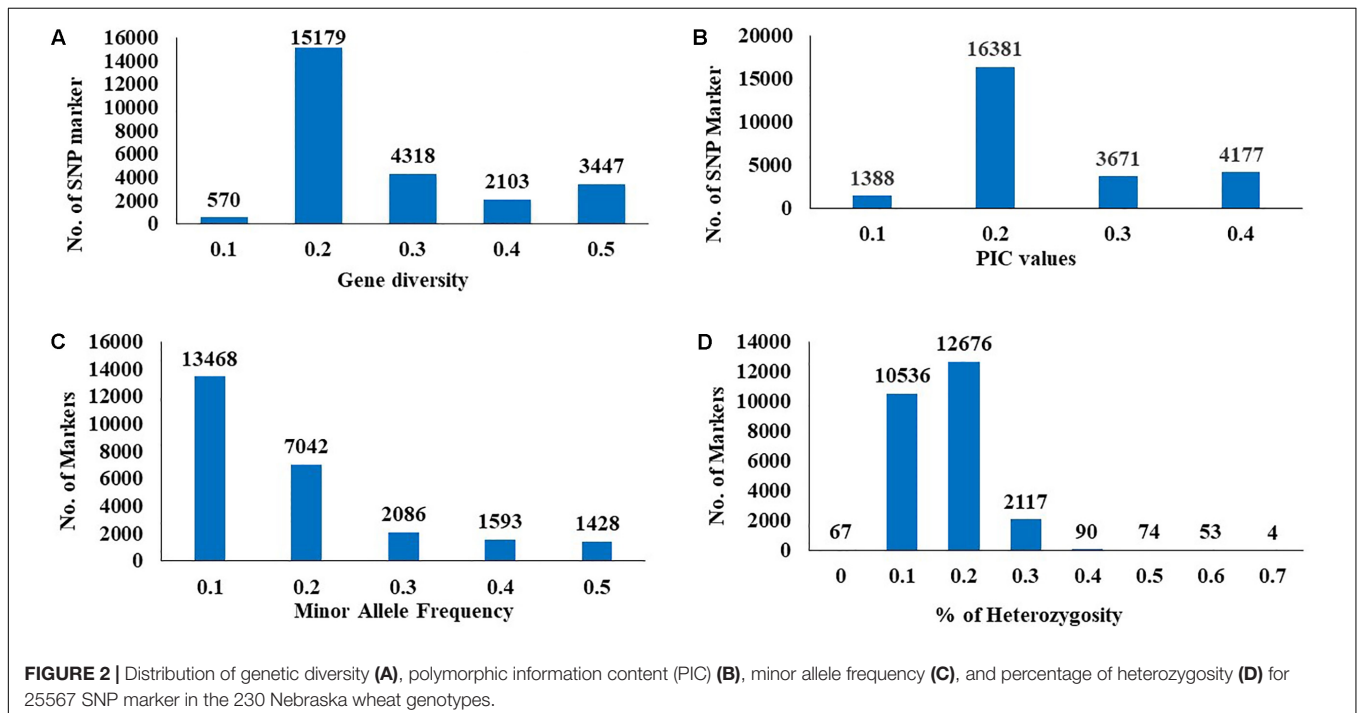 A
No. of SNP marker
16000
14000
12000
10000
8000
6000
4000
2000
0
570
15179
4318
2103
3447
0.1 0.2 0.3 0.4 0.5
Gene diversity
B
No. of SNP Marker
20000
15000
10000
5000
0
1388
16381
3671
4177
0.1 0.2 0.3 0.4
PIC values
C
No. of Markers
16000
14000
12000
10000
8000
6000
4000
2000
0
13468
7042
2086
1593
1428
0.1 0.2 0.3 0.4 0.5
Minor Allele Frequency
D
No. of Markers
14000
12000
10000
8000
6000
4000
2000
0
67
10536
12676
2117
90
74
53
4
0 0.1 0.2 0.3 0.4 0.5 0.6 0.7
% of Heterozygosity
FIGURE 2 | Distribution of genetic diversity (A), polymorphic information content (PIC) (B), minor allele frequency (C), and percentage of heterozygosity (D) for
25567 SNP marker in the 230 Nebraska wheat genotypes.